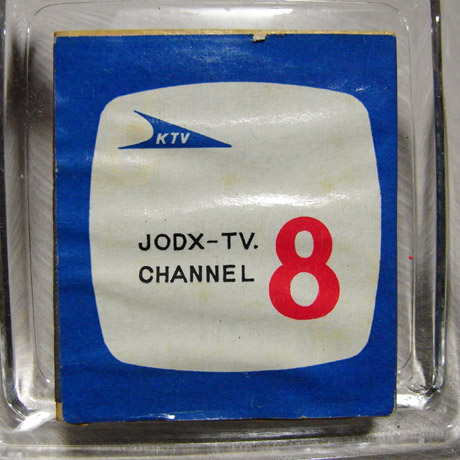 KTV
JODX-TV.
CHANNEL 8